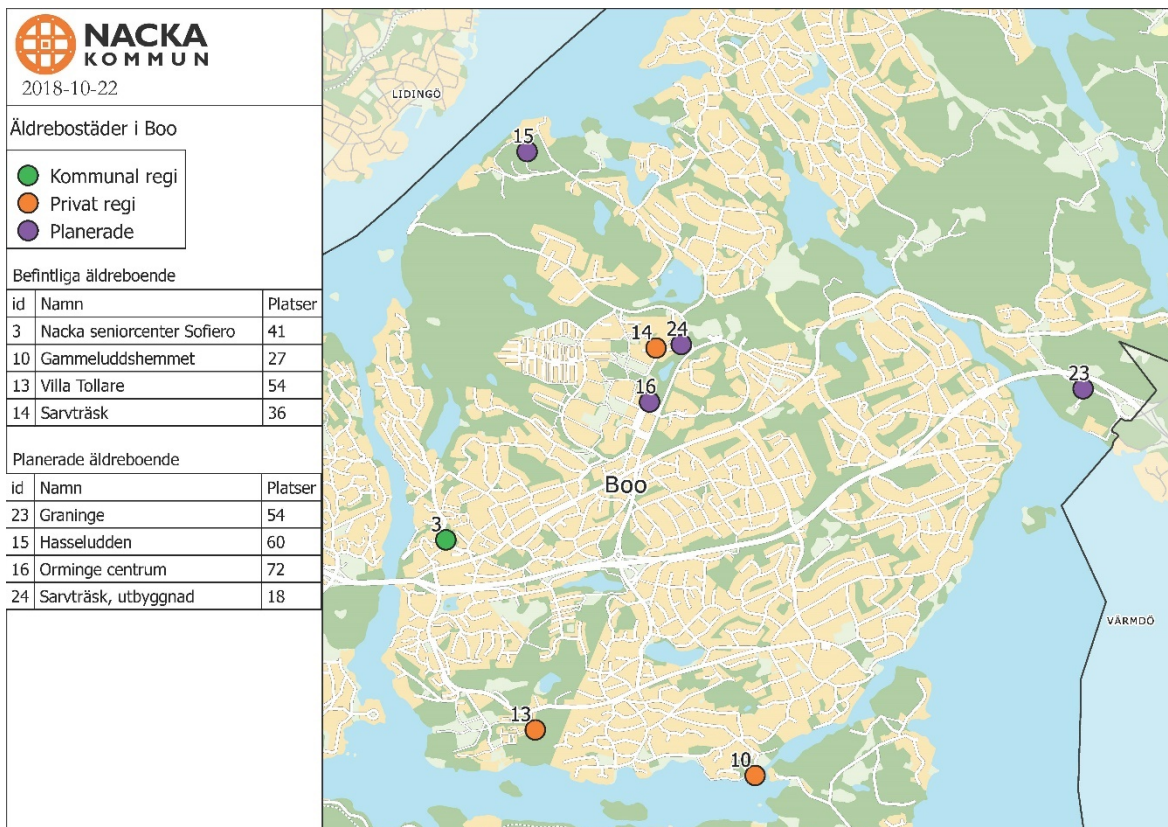 NACKA
KOMMUN
2018-10-22
Äldrebostäder i Boo
Kommunal regi
Privat regi
Planerade
Befintliga äldreboende
id Namn Platser
3 Nacka seniorcenter Sofiero 41
10 Gammeluddshemmet 27
13 Villa Tollare 54
14 Sarvträsk 36
Planerade äldreboende
id Namn Platser
23 Graninge 54
15 Hasseludden 60
16 Orminge centrum 72
24 Sarvträsk, utbyggnad 18
LIDINGÖ
15
14
24
16
23
Boo
3
VÄRMDÖ
13
10